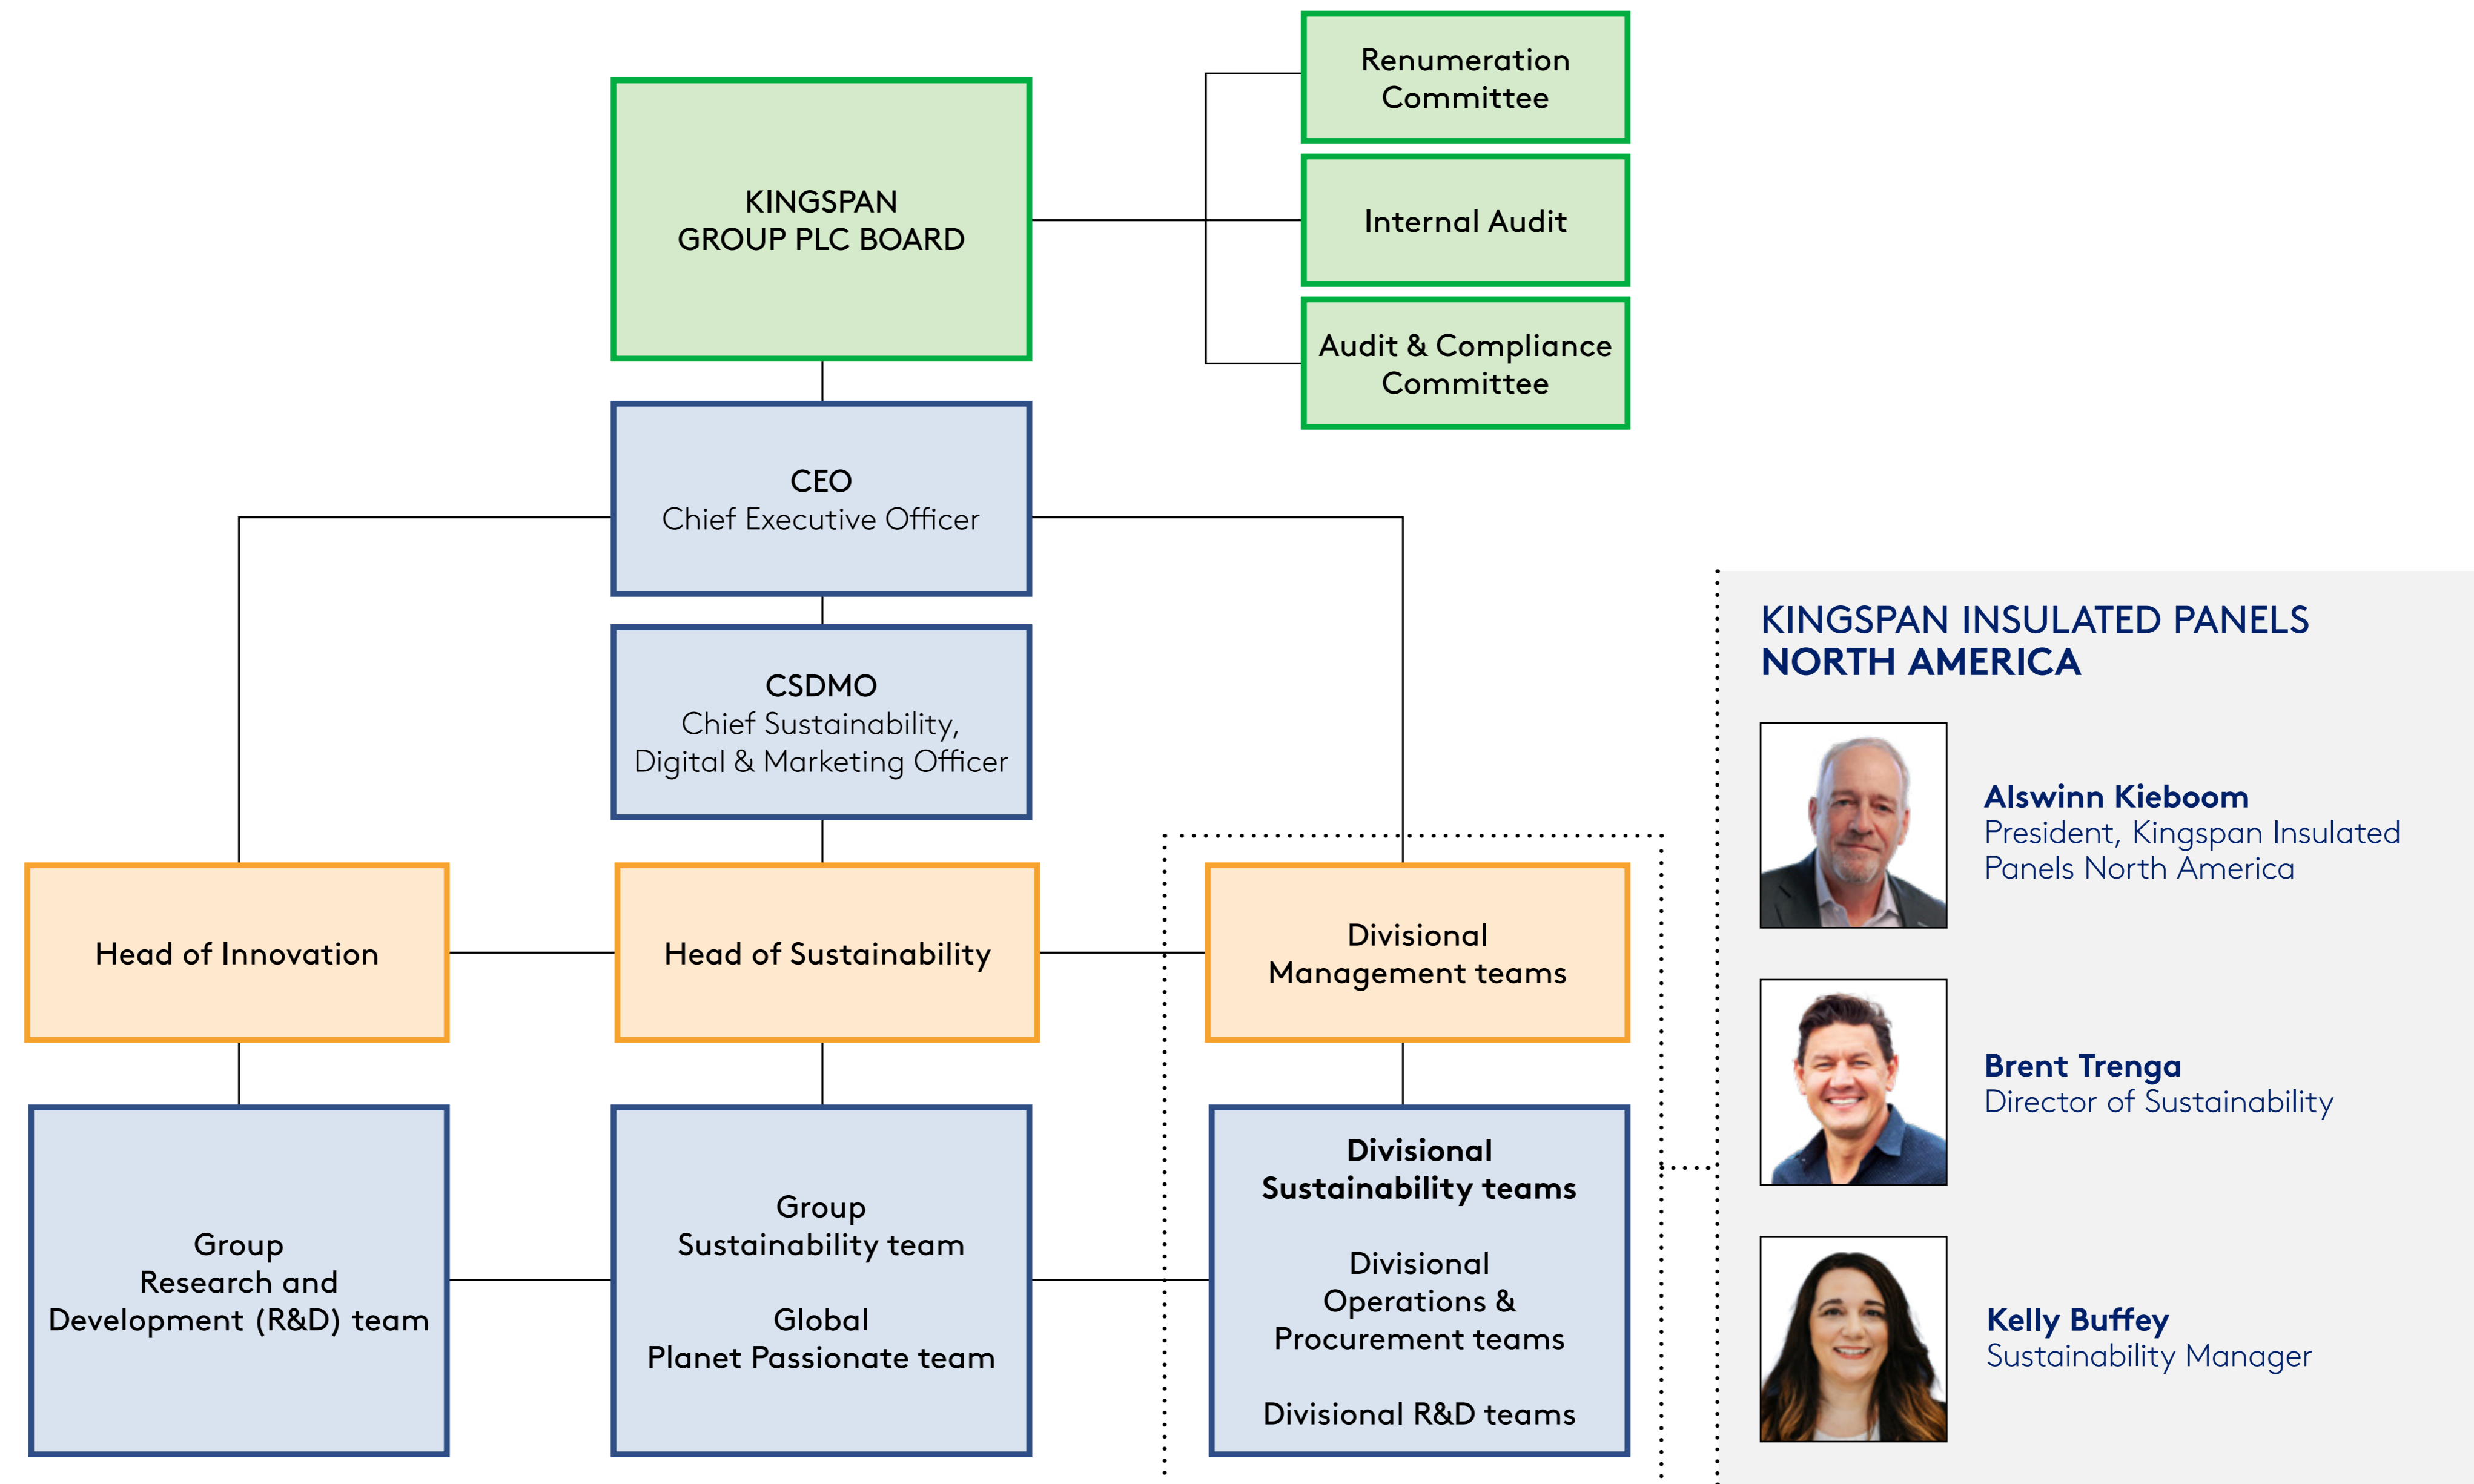 Renumeration
Committee
KINGSPAN
GROUP PLC BOARD
Internal Audit
Audit & Compliance
Committee
CEO
Chief Executive Officer
CSDMO
Chief Sustainability,
Digital & Marketing Officer
Head of Innovation
Head of Sustainability
Divisional
Management teams
Group
Research and
Development (R&D) team
Group
Sustainability team
Global
Planet Passionate team
Divisional
Sustainability teams
Divisional
Operations &
Procurement teams
Divisional R&D teams
KINGSPAN INSULATED PANELS
NORTH AMERICA
Alswinn Kieboom
President, Kingspan Insulated
Panels North America
Brent Trenga
Director of Sustainability
Kelly Buffey
Sustainability Manager